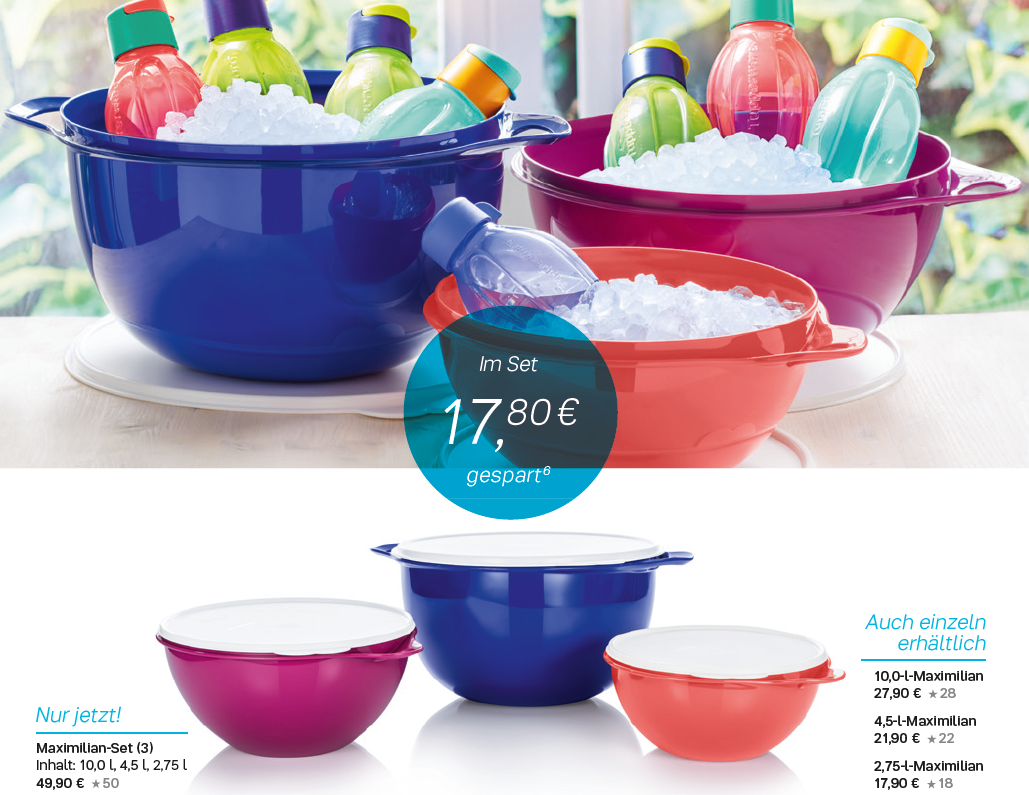 Im Set
17,80 €
gespart⁶
Nur jetzt!
Maximilian-Set (3)
Inhalt: 10,0 l, 4,5 l, 2,75 l
49,90 € ★50
Auch einzeln
erhältlich
10,0-l-Maximilian
27,90 € ★28
4,5-l-Maximilian
21,90 € ★22
2,75-l-Maximilian
17,90 € ★18